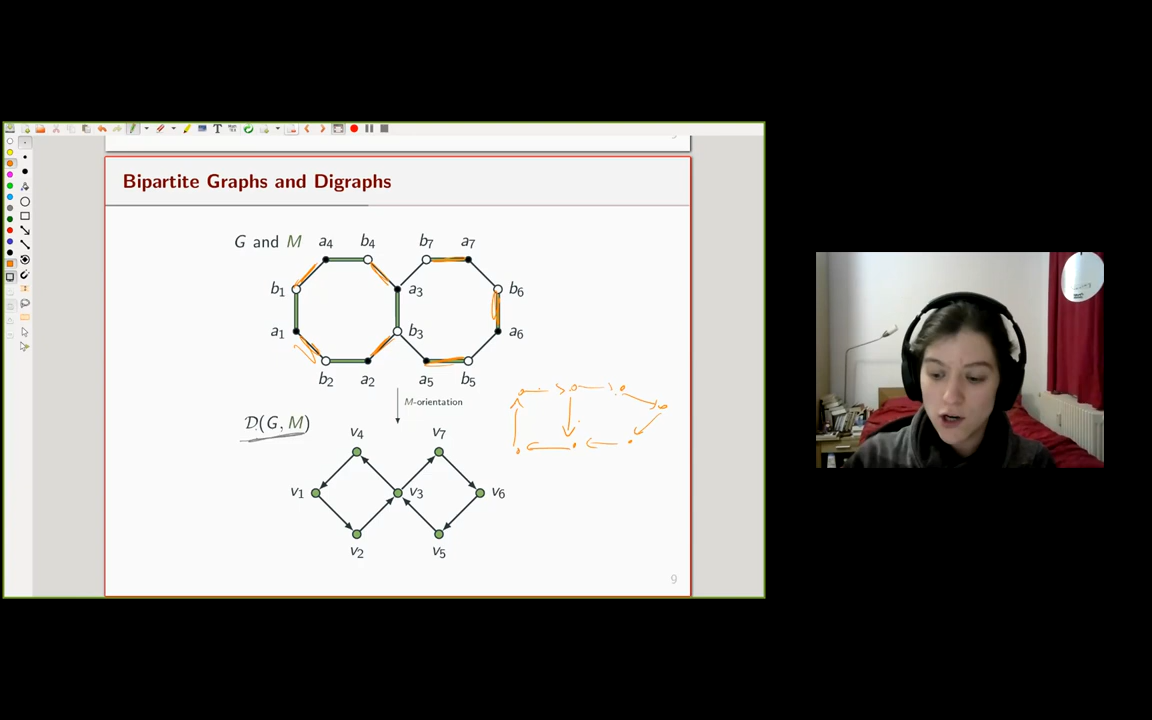 Bipartite Graphs and Digraphs
G and M
a4 b4 b7 a7
b1 a3 b6
a1 b3 a6
b2 a2 a5 b5
M-orientation
D(G, M)
v4 v7
v1 v3 v6
v2 v5
9